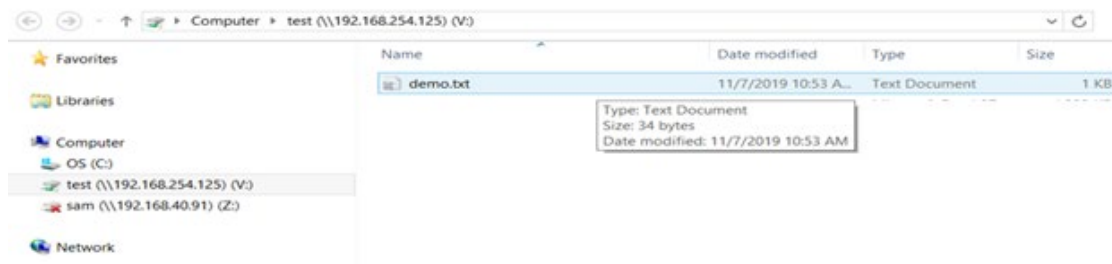 Computer ▸ test (\\192.168.254.125) (V:)
Favorites
Libraries
Computer
OS (C:)
test (\\192.168.254.125) (V:)
sam (\\192.168.40.91) (Z:)
Network
Name Date modified Type Size
demo.txt 11/7/2019 10:53 A... Text Document 1 KB
Type: Text Document
Size: 34 bytes
Date modified: 11/7/2019 10:53 AM